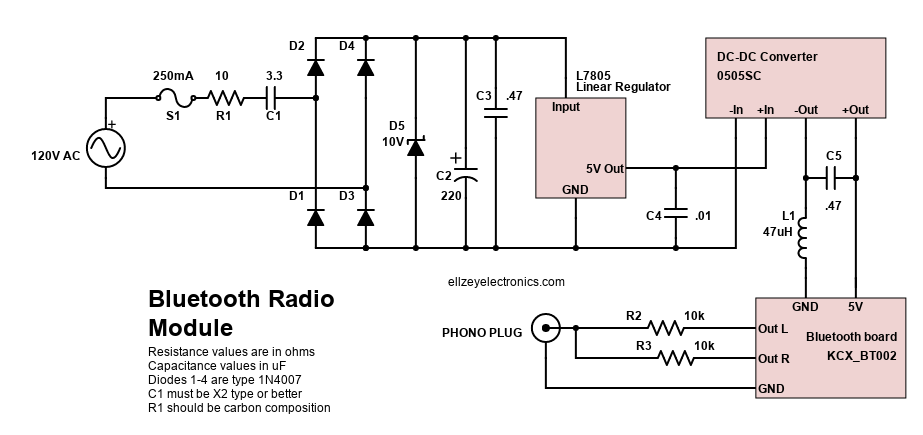 D2
D4
250mA
10
3.3
S1
R1
C1
+
120V AC
D5
10V
+
C2
220
C3
.47
D1
D3
L7805
Linear Regulator
Input
5V Out
GND
C4
.01
DC-DC Converter
0505SC
-In
+In
-Out
+Out
C5
.47
L1
47uH
ellzeyelectronics.com
GND
5V
Bluetooth board
KCX_BT002
Out L
Out R
GND
R2
10k
R3
10k
PHONO PLUG
Bluetooth Radio
Module
Resistance values are in ohms
Capacitance values in uF
Diodes 1-4 are type 1N4007
C1 must be X2 type or better
R1 should be carbon composition